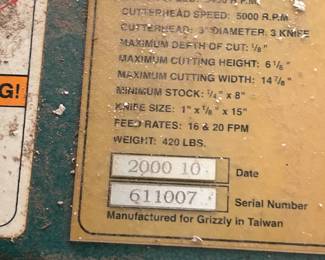 R.P.M
CUTTERHEAD SPEED: 5000 R.P.M
CUTTERHEAD: 3" DIAMETER: 3 KNIFE
MAXIMUM DEPTH OF CUT: 1/8"
MAXIMUM CUTTING HEIGHT: 6 1/8"
MAXIMUM CUTTING WIDTH: 14 7/8"
MINIMUM STOCK: 1/4" x 8"
KNIFE SIZE: 1" x 1/8" x 15"
FEED RATES: 16 & 20 FPM
WEIGHT: 420 LBS.
G!
2000 10 Date
611007 Serial Number
Manufactured for Grizzly in Taiwan